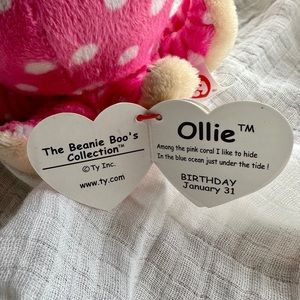 The Beanie Boo's
Collection™
© Ty Inc.
www.ty.com
Ollie™
Among the pink coral I like to hide
In the blue ocean just under the tide !
BIRTHDAY
January 31